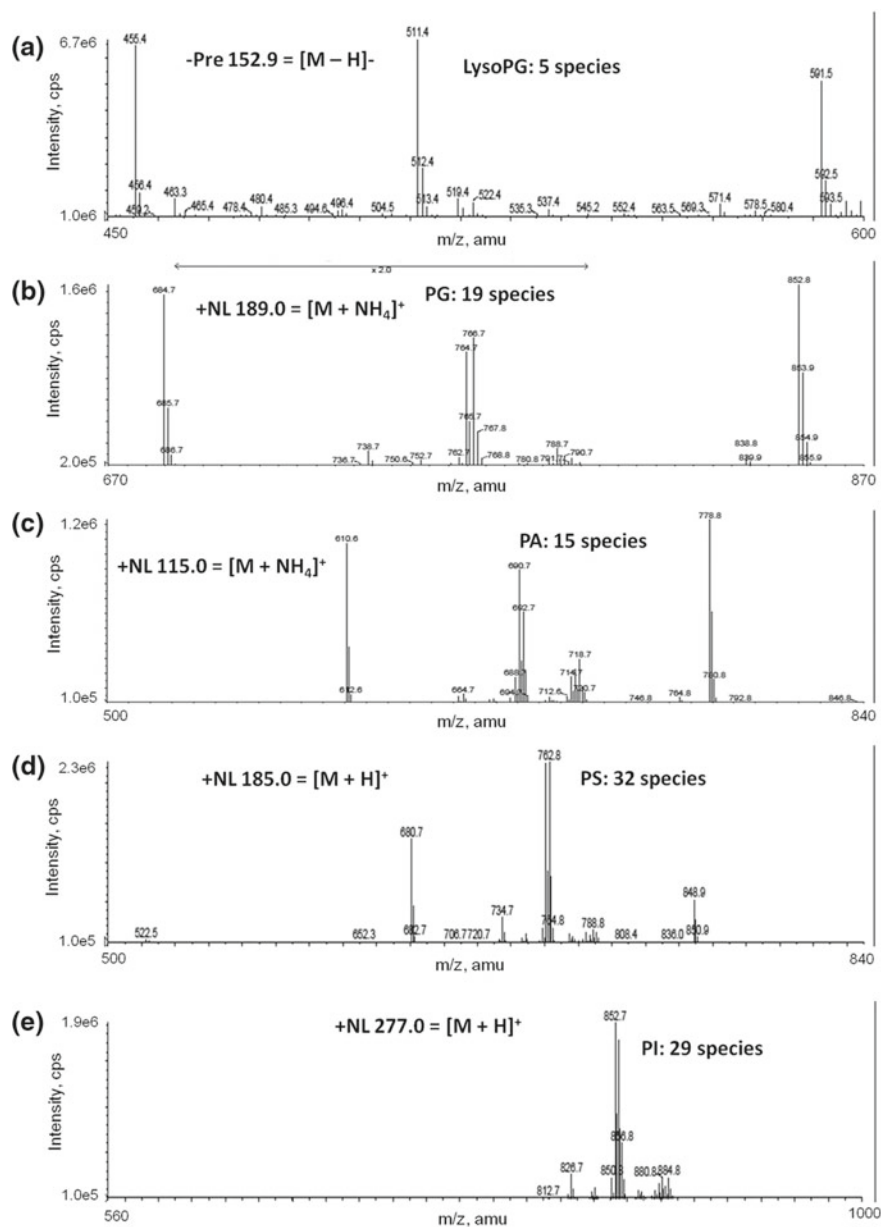 (a)
6.7e6
455.4
511.4
-Pre 152.9 = [M – H]-
LysoPG: 5 species
591.5
Intensity, cps
456.4
459.2
463.3
465.4
478.4
480.4
485.3
494.6
496.4
504.5
512.4
513.4
519.4
522.4
535.3
537.4
545.2
552.4
563.5
569.3
571.4
578.5
580.4
592.5
593.5
1.0e6
450
m/z, amu
600
x 2.0
(b)
1.6e6
684.7
+NL 189.0 = [M + NH₄]⁺
PG: 19 species
852.8
Intensity, cps
685.7
686.7
736.7
738.7
750.6
752.7
762.7
764.7
766.7
767.8
768.8
780.8
788.7
790.7
838.8
839.9
853.9
854.9
855.9
2.0e5
670
m/z, amu
870
(c)
1.2e6
610.6
+NL 115.0 = [M + NH₄]⁺
PA: 15 species
778.8
Intensity, cps
612.6
664.7
690.7
692.7
712.6
718.7
720.7
746.8
764.8
780.8
792.8
846.8
1.0e5
500
m/z, amu
840
(d)
2.3e6
+NL 185.0 = [M + H]⁺
762.8
PS: 32 species
Intensity, cps
680.7
522.5
652.3
682.7
706.7 720.7
734.7
764.8
788.8
808.4
836.0
848.9
850.9
1.0e5
500
m/z, amu
840
(e)
1.9e6
+NL 277.0 = [M + H]⁺
852.7
PI: 29 species
Intensity, cps
812.7
826.7
856.8
880.8
884.8
1.0e5
560
m/z, amu
1000